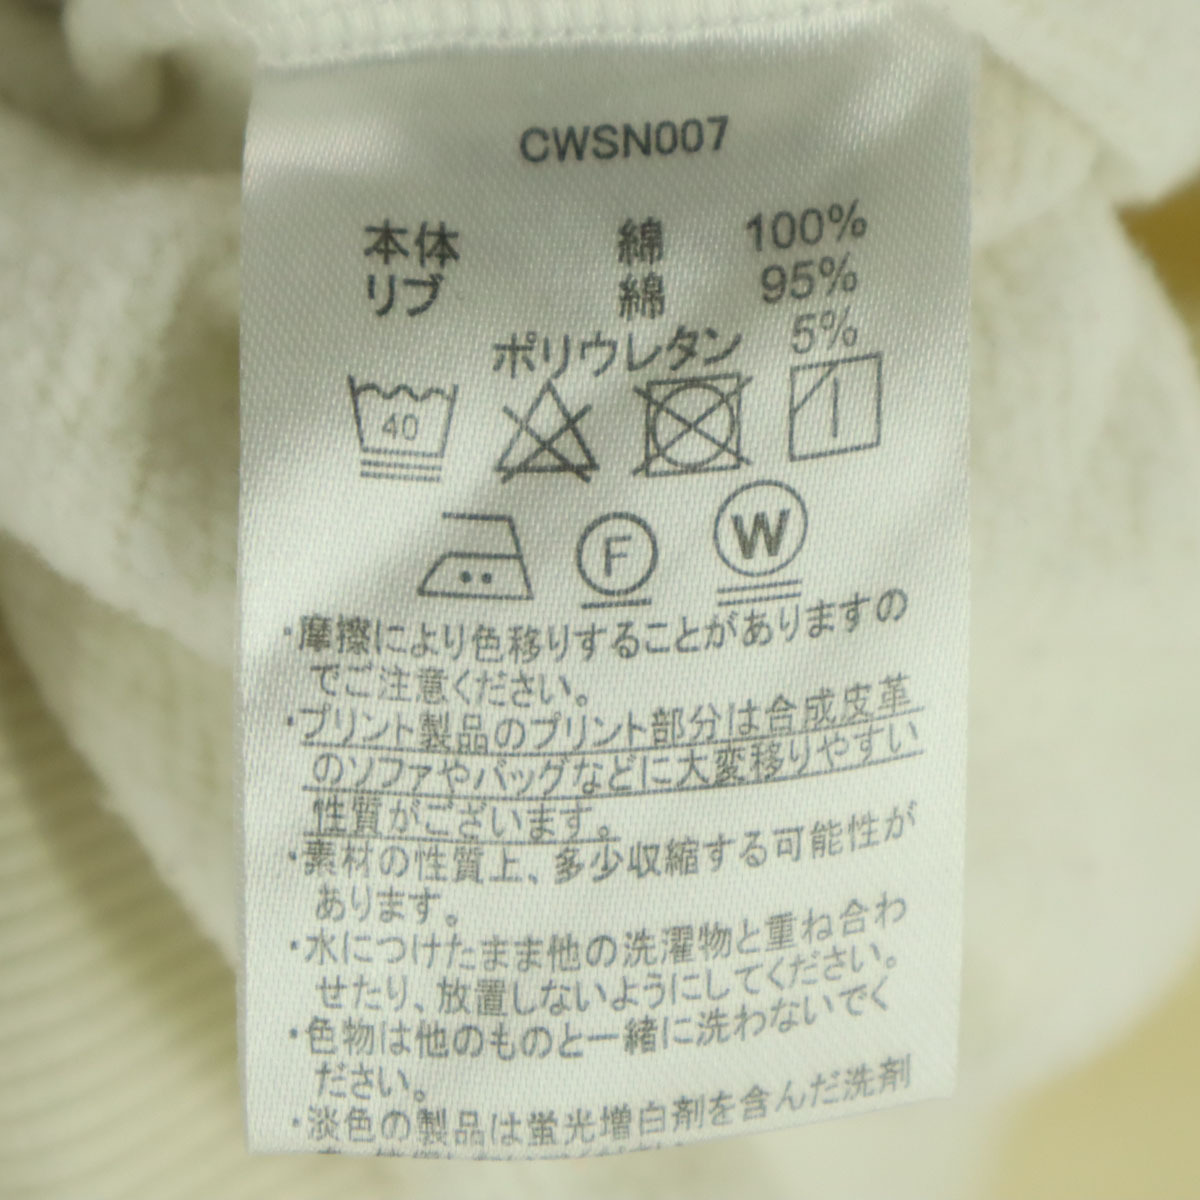 CWSN007
本体 綿 100%
リブ 綿 95%
ポリウレタン 5%
40
F W
・摩擦により色移りすることがありますの
でご注意ください。
・プリント製品のプリント部分は合成皮革
のソファやバッグなどに大変移りやすい
性質がございます。
・素材の性質上、多少収縮する可能性が
あります。
・水につけたまま他の洗濯物と重ね合わ
せたり、放置しないようにしてください。
・色物は他のものと一緒に洗わないでく
ださい。
・淡色の製品は蛍光増白剤を含んだ洗剤